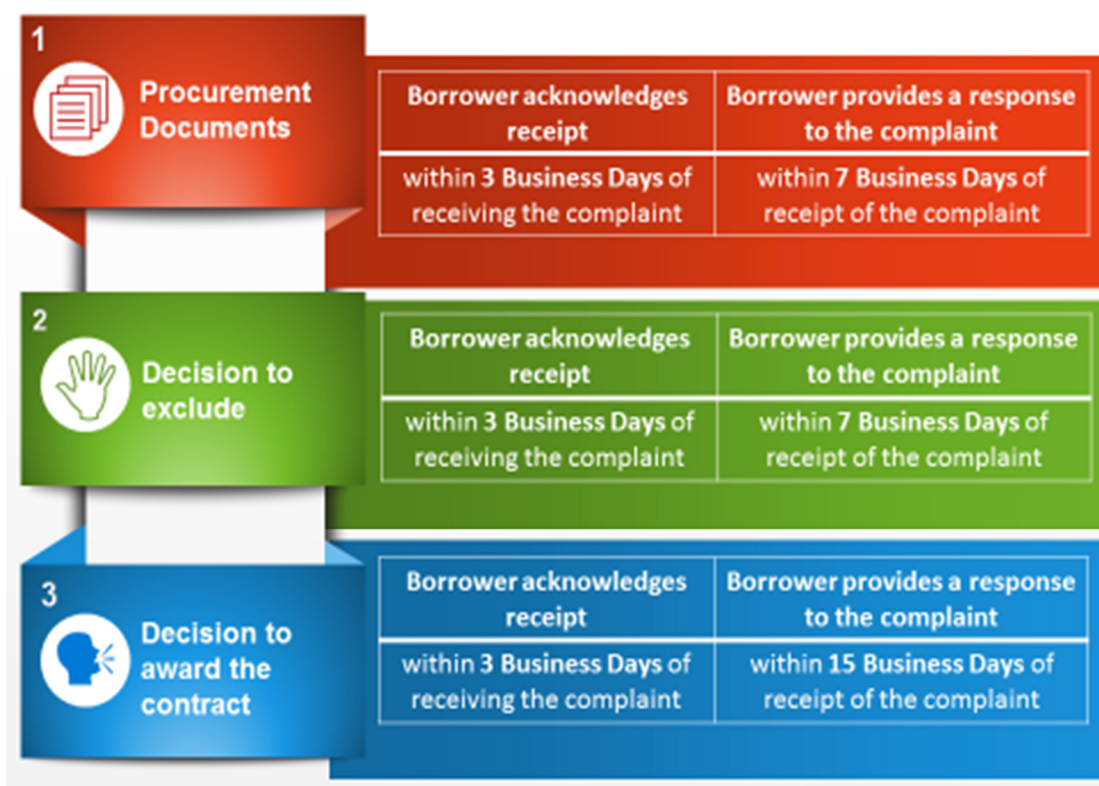 1
Procurement
Documents
Borrower acknowledges
receipt
Borrower provides a response
to the complaint
within 3 Business Days of
receiving the complaint
within 7 Business Days of
receipt of the complaint
2
Decision to
exclude
Borrower acknowledges
receipt
Borrower provides a response
to the complaint
within 3 Business Days of
receiving the complaint
within 7 Business Days of
receipt of the complaint
3
Decision to
award the
contract
Borrower acknowledges
receipt
Borrower provides a response
to the complaint
within 3 Business Days of
receiving the complaint
within 15 Business Days of
receipt of the complaint